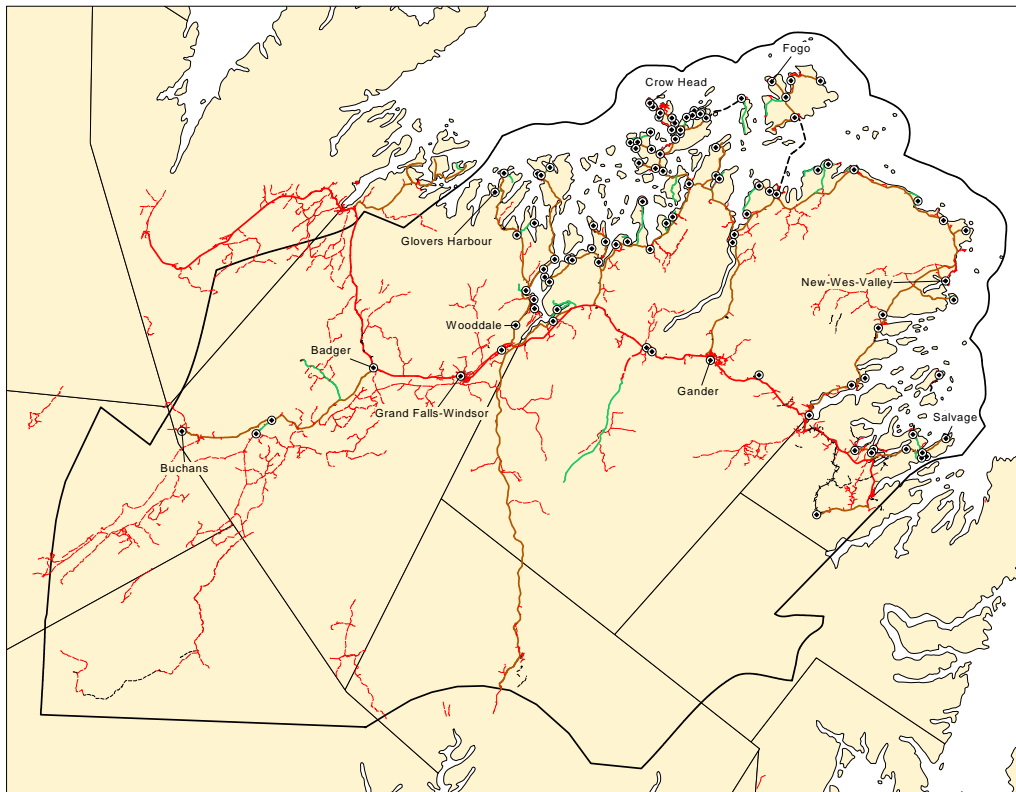 Fogo
Crow Head
Glovers Harbour
New-Wes-Valley
Wooddale
Badger
Gander
Grand Falls-Windsor
Salvage
Buchans